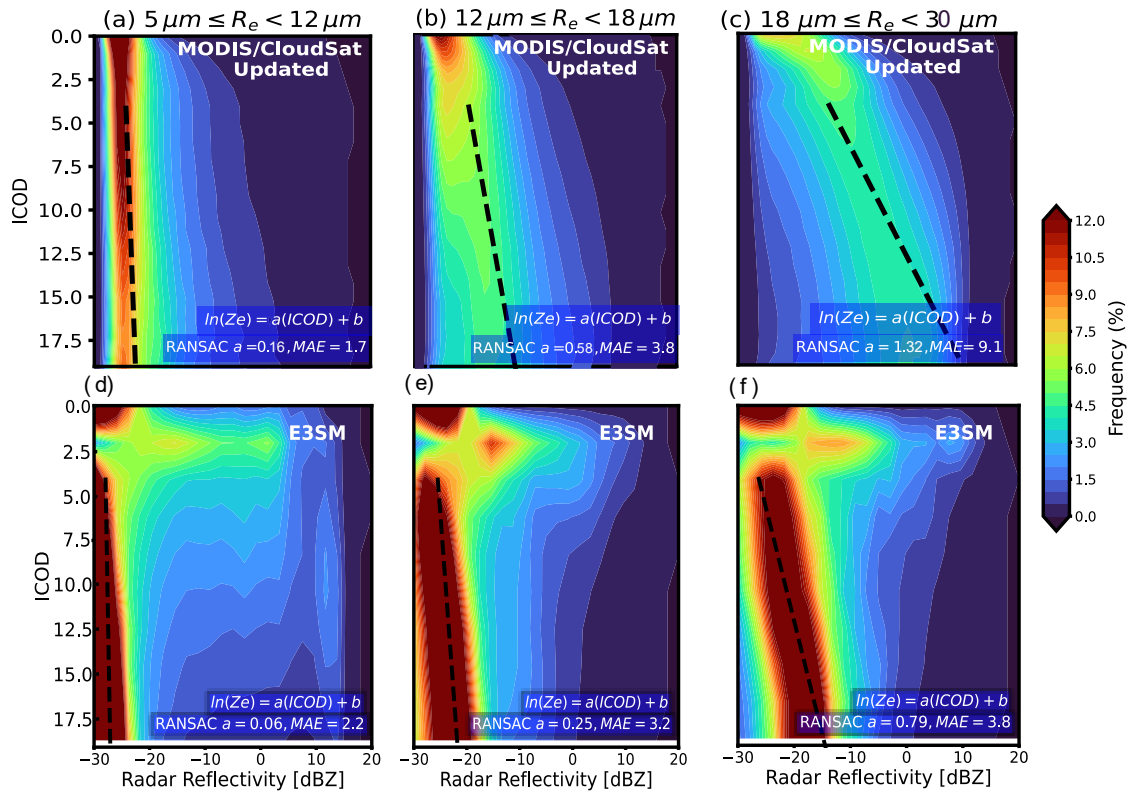 (a) 5 μm ≤ Re < 12 μm
(b) 12 μm ≤ Re < 18 μm
(c) 18 μm ≤ Re < 30 μm
MODIS/CloudSat
Updated
MODIS/CloudSat
Updated
MODIS/CloudSat
Updated
0.0
2.5
5.0
7.5
10.0
12.5
15.0
17.5
ICOD
ln(Ze) = a(ICOD) + b
RANSAC a = 0.16, MAE = 1.7
ln(Ze) = a(ICOD) + b
RANSAC a = 0.58, MAE = 3.8
ln(Ze) = a(ICOD) + b
RANSAC a = 1.32, MAE = 9.1
12.0
10.5
9.0
7.5
6.0
4.5
3.0
1.5
0.0
Frequency (%)
(d)
(e)
(f)
E3SM
E3SM
E3SM
0.0
2.5
5.0
7.5
10.0
12.5
15.0
17.5
ICOD
ln(Ze) = a(ICOD) + b
RANSAC a = 0.06, MAE = 2.2
ln(Ze) = a(ICOD) + b
RANSAC a = 0.25, MAE = 3.2
ln(Ze) = a(ICOD) + b
RANSAC a = 0.79, MAE = 3.8
−30 −20 −10 0 10 20
−30 −20 −10 0 10 20
−30 −20 −10 0 10 20
Radar Reflectivity [dBZ]
Radar Reflectivity [dBZ]
Radar Reflectivity [dBZ]